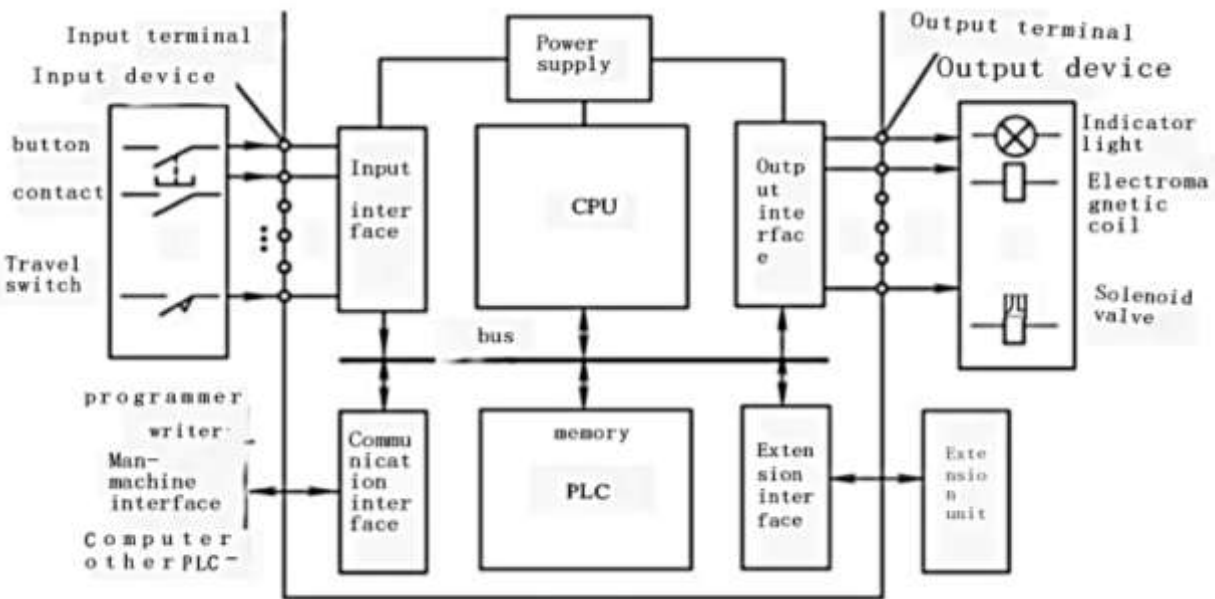 Input terminal
Input device
Power
supply
Output terminal
Output device
button
contact
Travel
switch
Input
interface
CPU
Outp
ut inte
rfac
e
Indicator
light
Electroma
gnetic
coil
Solenoid
valve
bus
programmer
writer
Man-
machine
interface
Computer
other PLC-
Commu
nicat
ion inter
face
memory
PLC
Exten
sion
inter
face
Exte
nsio
n
unit